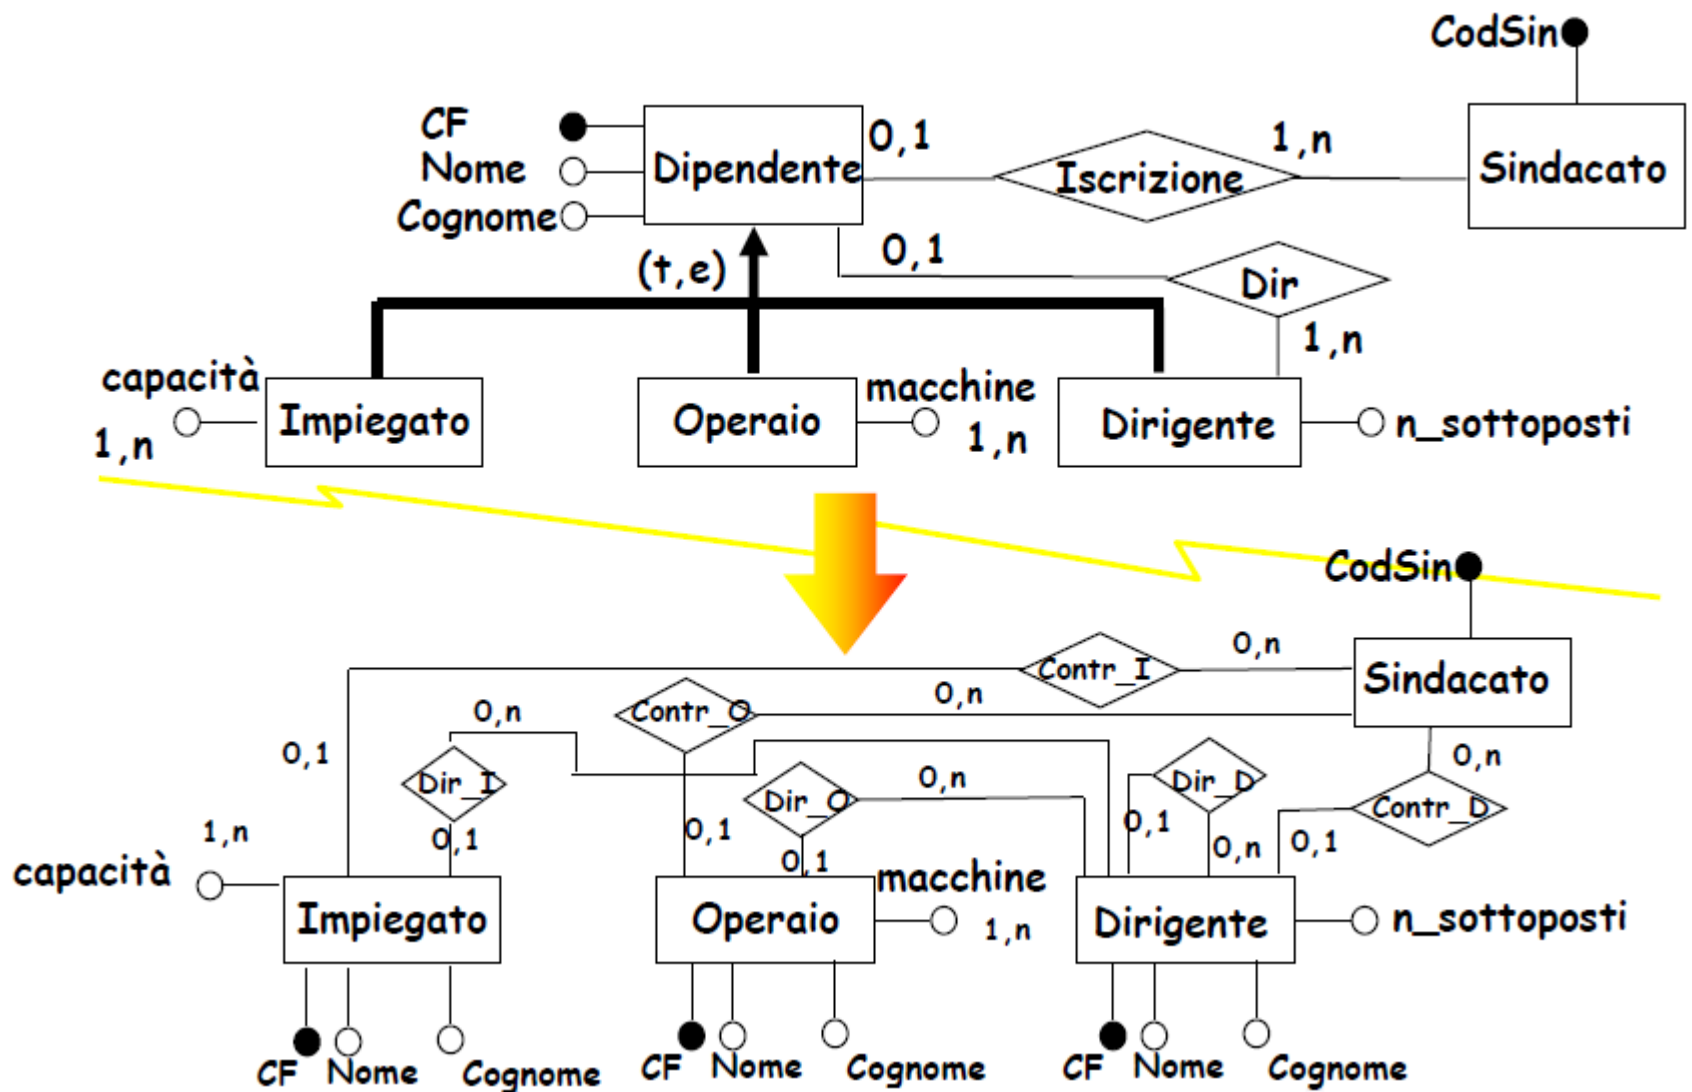 CodSin
CF
Nome
Cognome
Dipendente
0,1
Iscrizione
1,n
Sindacato
(t,e)
0,1
Dir
1,n
capacità
1,n
Impiegato
Operaio
macchine
1,n
Dirigente
n_sottoposti
CodSin
Contr_I
0,n
Sindacato
Contr_O
0,n
0,n
0,1
Dir_I
0,1
0,1
Dir_O
0,n
0,1
Dir_D
0,1
0,n
0,n
Contr_D
0,1
1,n
capacità
Impiegato
Operaio
macchine
1,n
Dirigente
n_sottoposti
CF Nome Cognome
CF Nome Cognome
CF Nome Cognome